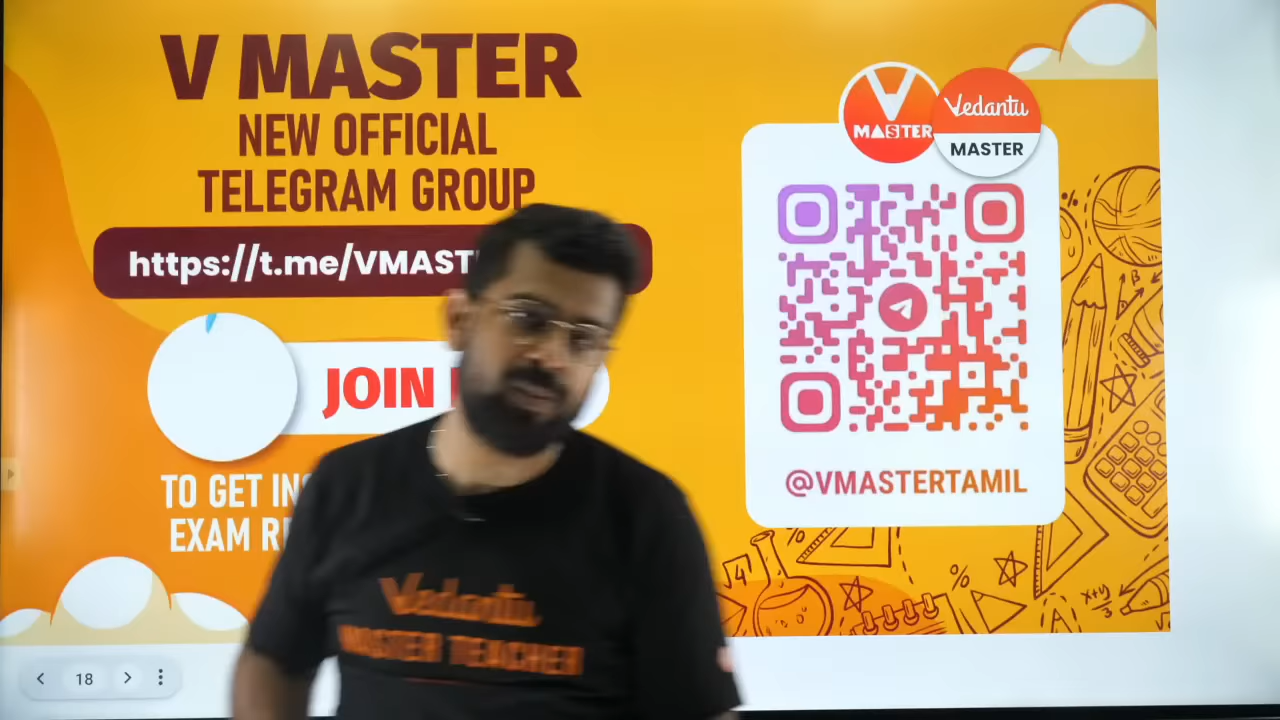 V MASTER
NEW OFFICIAL
TELEGRAM GROUP
https://t.me/VMAST
JOIN
TO GET
EXAM
V
MASTER
Vedantu
MASTER
@VMASTERTAMIL
Vedantu
MASTER TEACHER
18